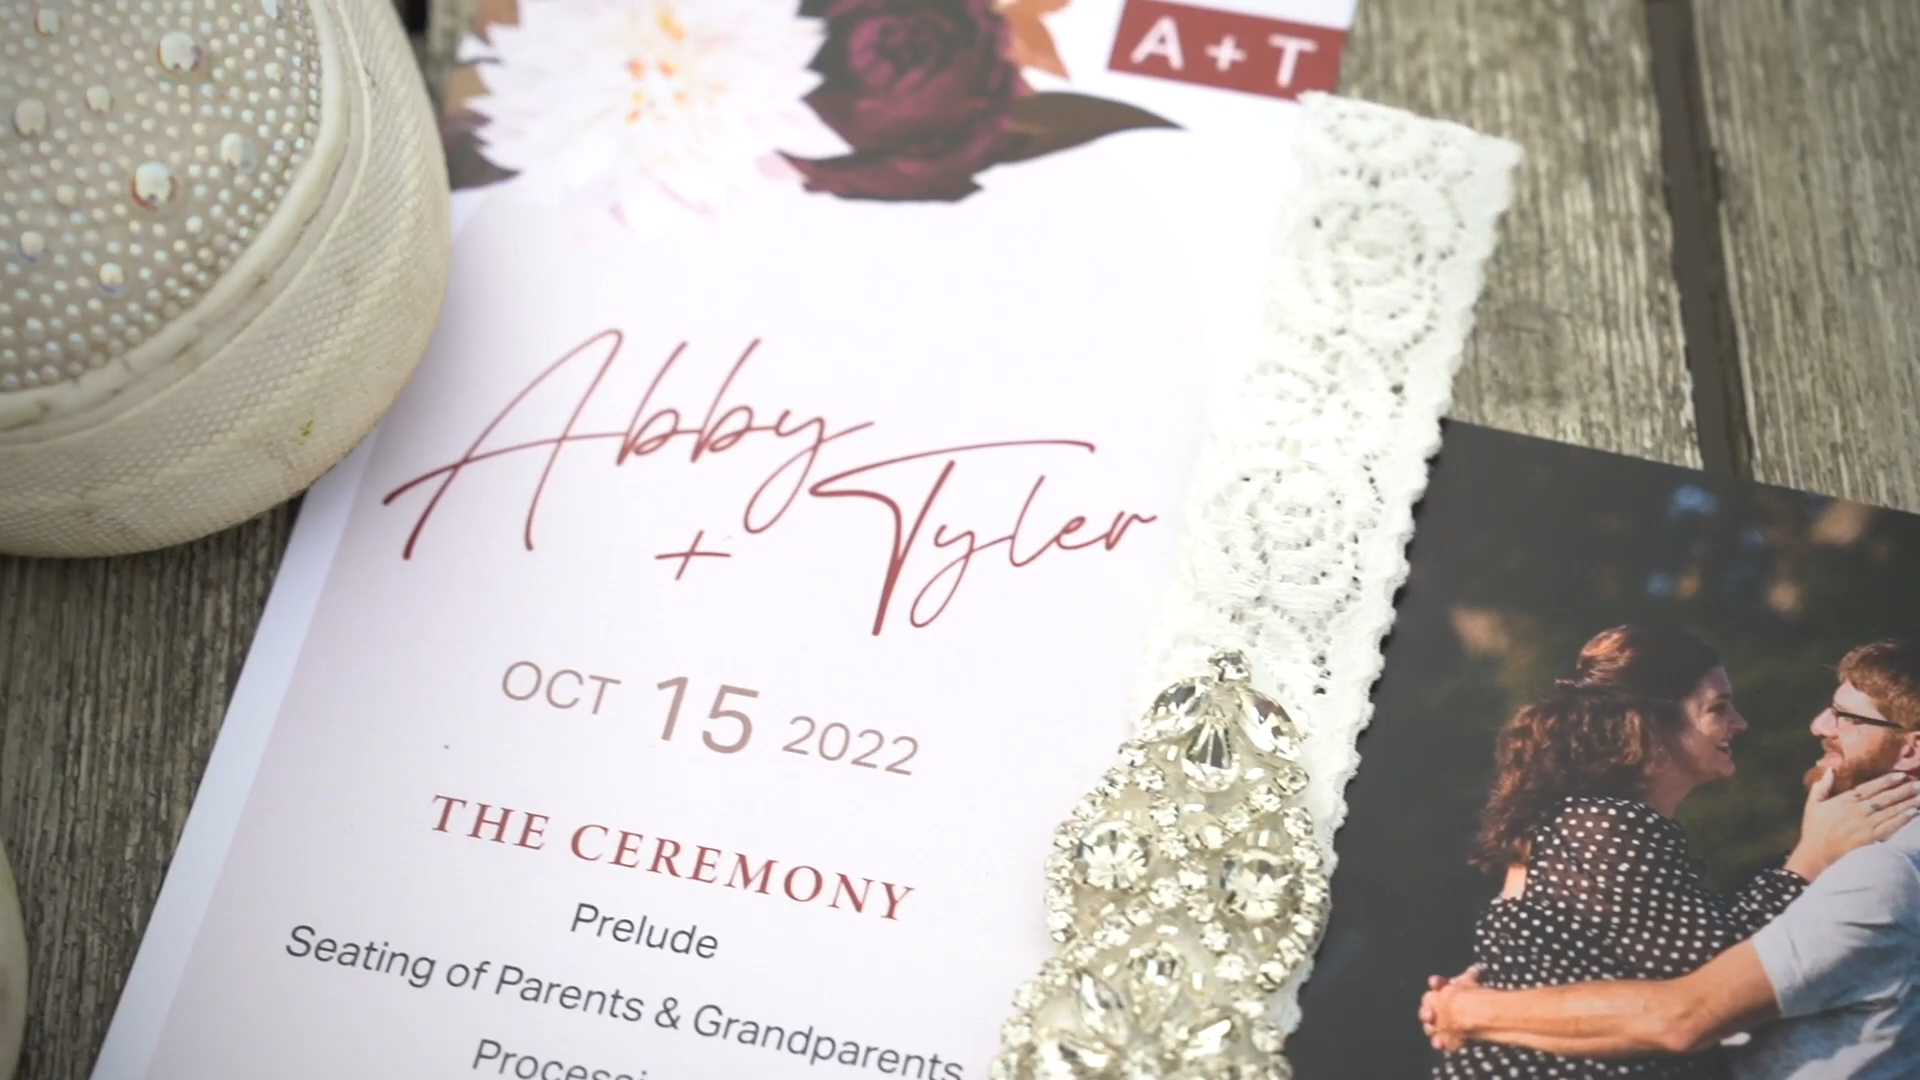 A + T
Abby
+ Tyler
OCT 15 2022
THE CEREMONY
Prelude
Seating of Parents & Grandparents